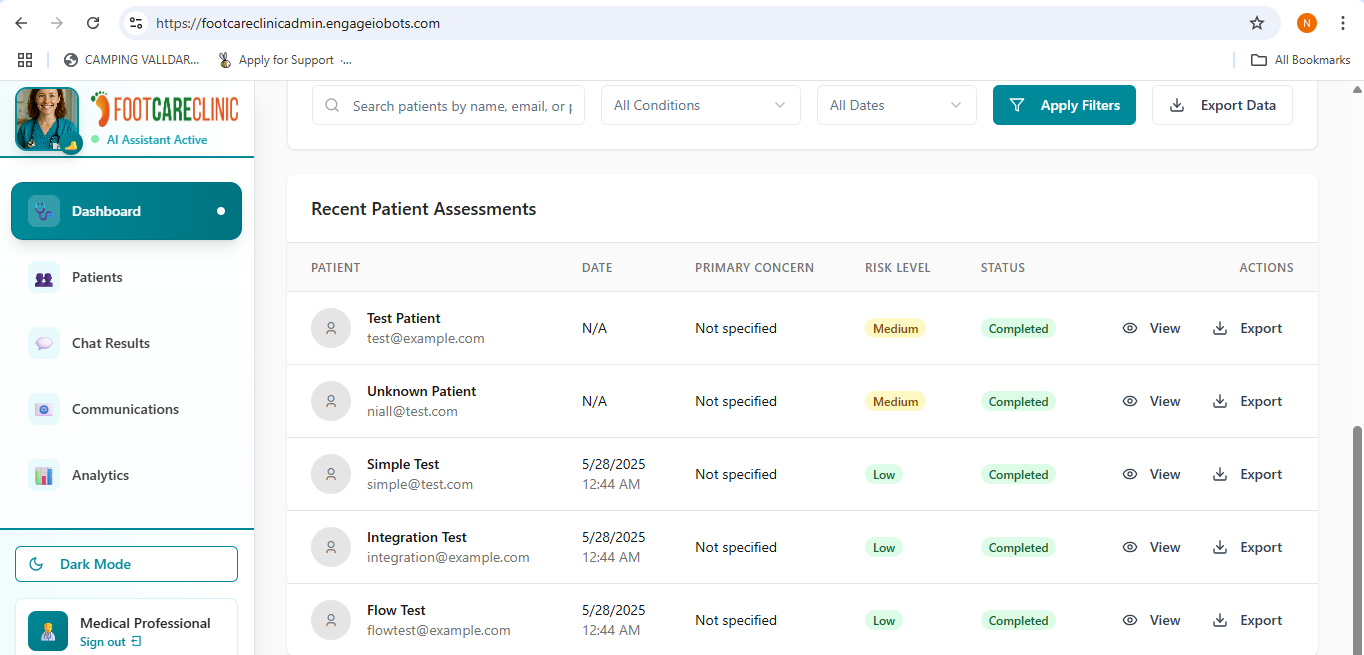 https://footcareclinicadmin.engageiobots.com
N
CAMPING VALLDAR...
Apply for Support -...
All Bookmarks
FOOTCARECLINIC
AI Assistant Active
Dashboard
Patients
Chat Results
Communications
Analytics
Dark Mode
Medical Professional
Sign out
Search patients by name, email, or p
All Conditions
All Dates
Apply Filters
Export Data
Recent Patient Assessments
PATIENT DATE PRIMARY CONCERN RISK LEVEL STATUS ACTIONS
Test Patient
test@example.com
N/A Not specified Medium Completed View Export
Unknown Patient
niall@test.com
N/A Not specified Medium Completed View Export
Simple Test
simple@test.com
5/28/2025
12:44 AM
Not specified Low Completed View Export
Integration Test
integration@example.com
5/28/2025
12:44 AM
Not specified Low Completed View Export
Flow Test
flowtest@example.com
5/28/2025
12:44 AM
Not specified Low Completed View Export